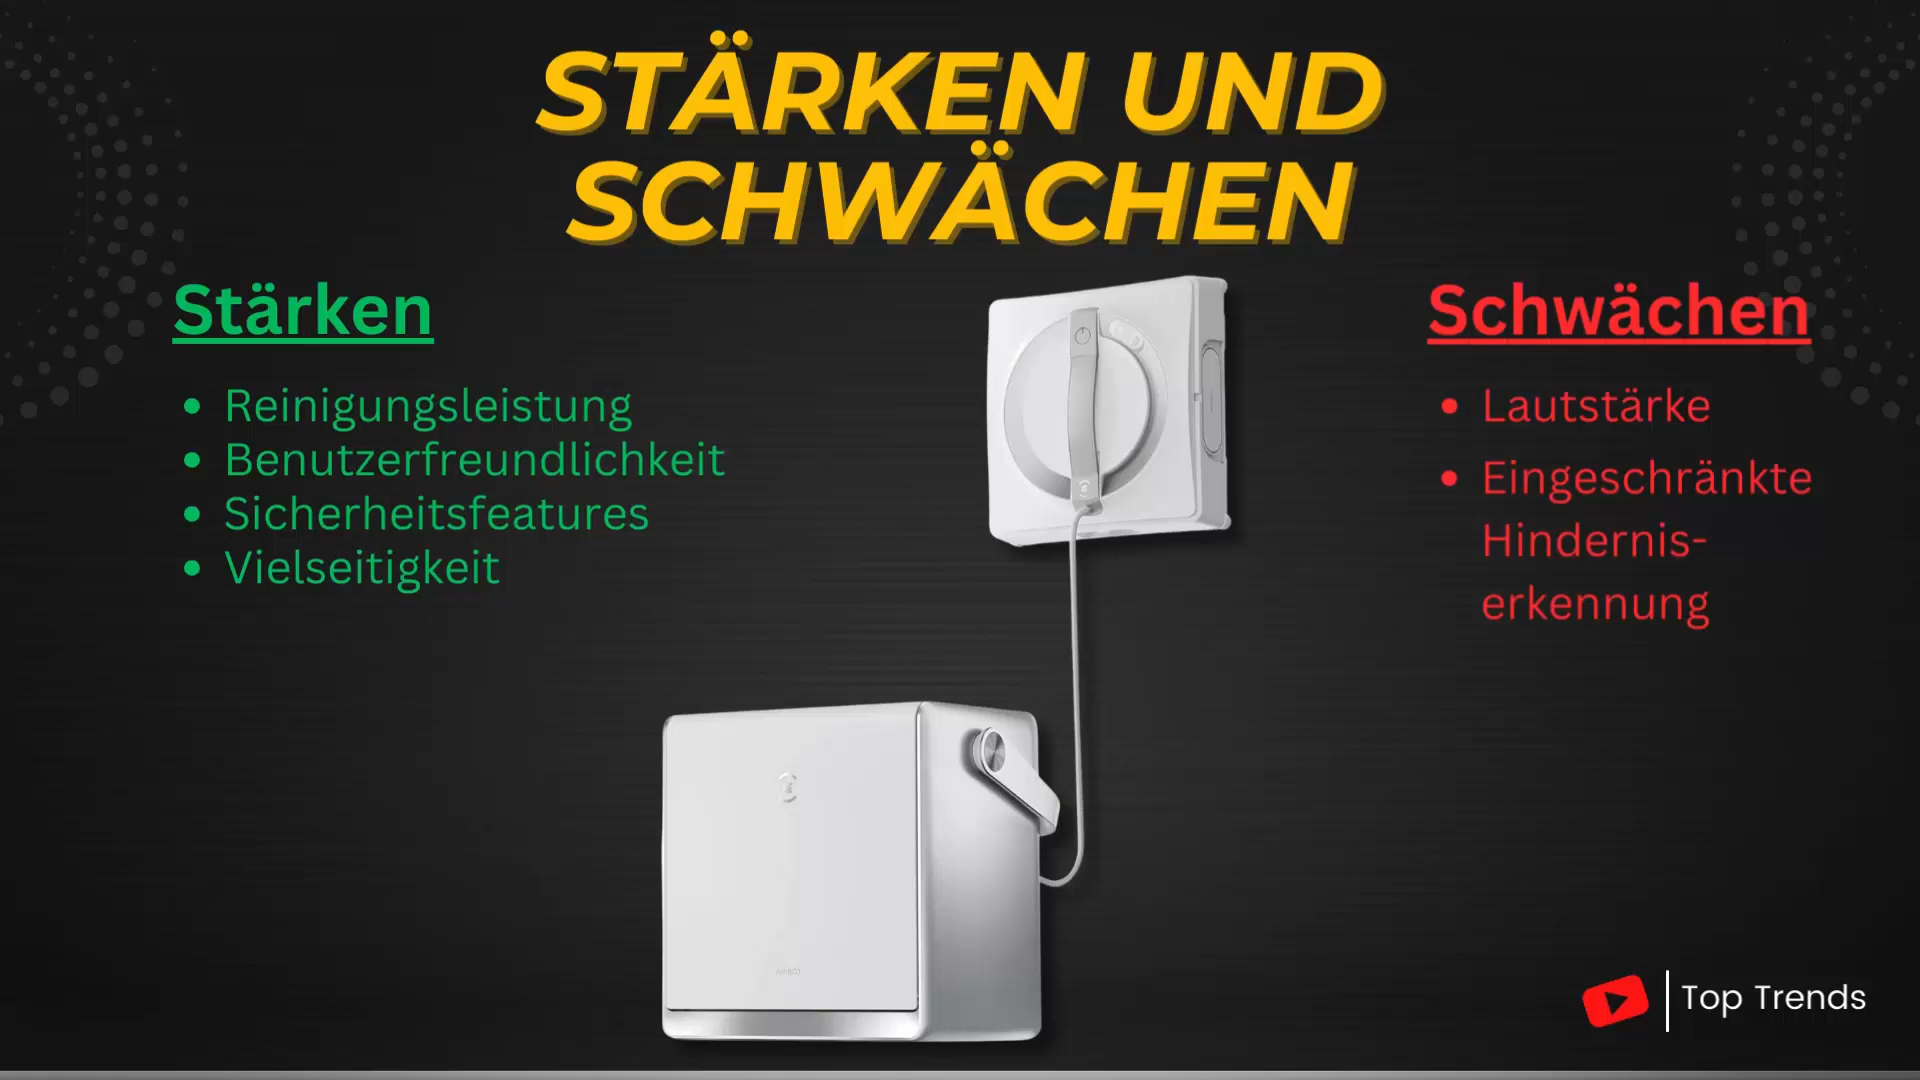 STÄRKEN UND
SCHWÄCHEN
Stärken
Reinigungsleistung
Benutzerfreundlichkeit
Sicherheitsfeatures
Vielseitigkeit
Schwächen
Lautstärke
Eingeschränkte
Hindernis-
erkennung
Top Trends